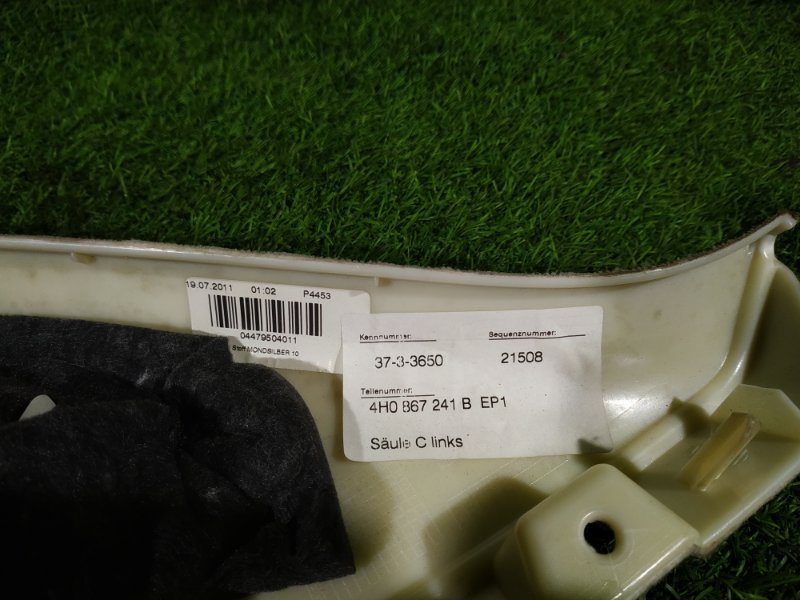 19.07.2011 01:02 P4453
04479504011
Stoff MONDSILBER 10
Kennnummer: Sequenznummer:
37-3-3650 21508
Teilenummer:
4H0 867 241 B EP1
Säule C links